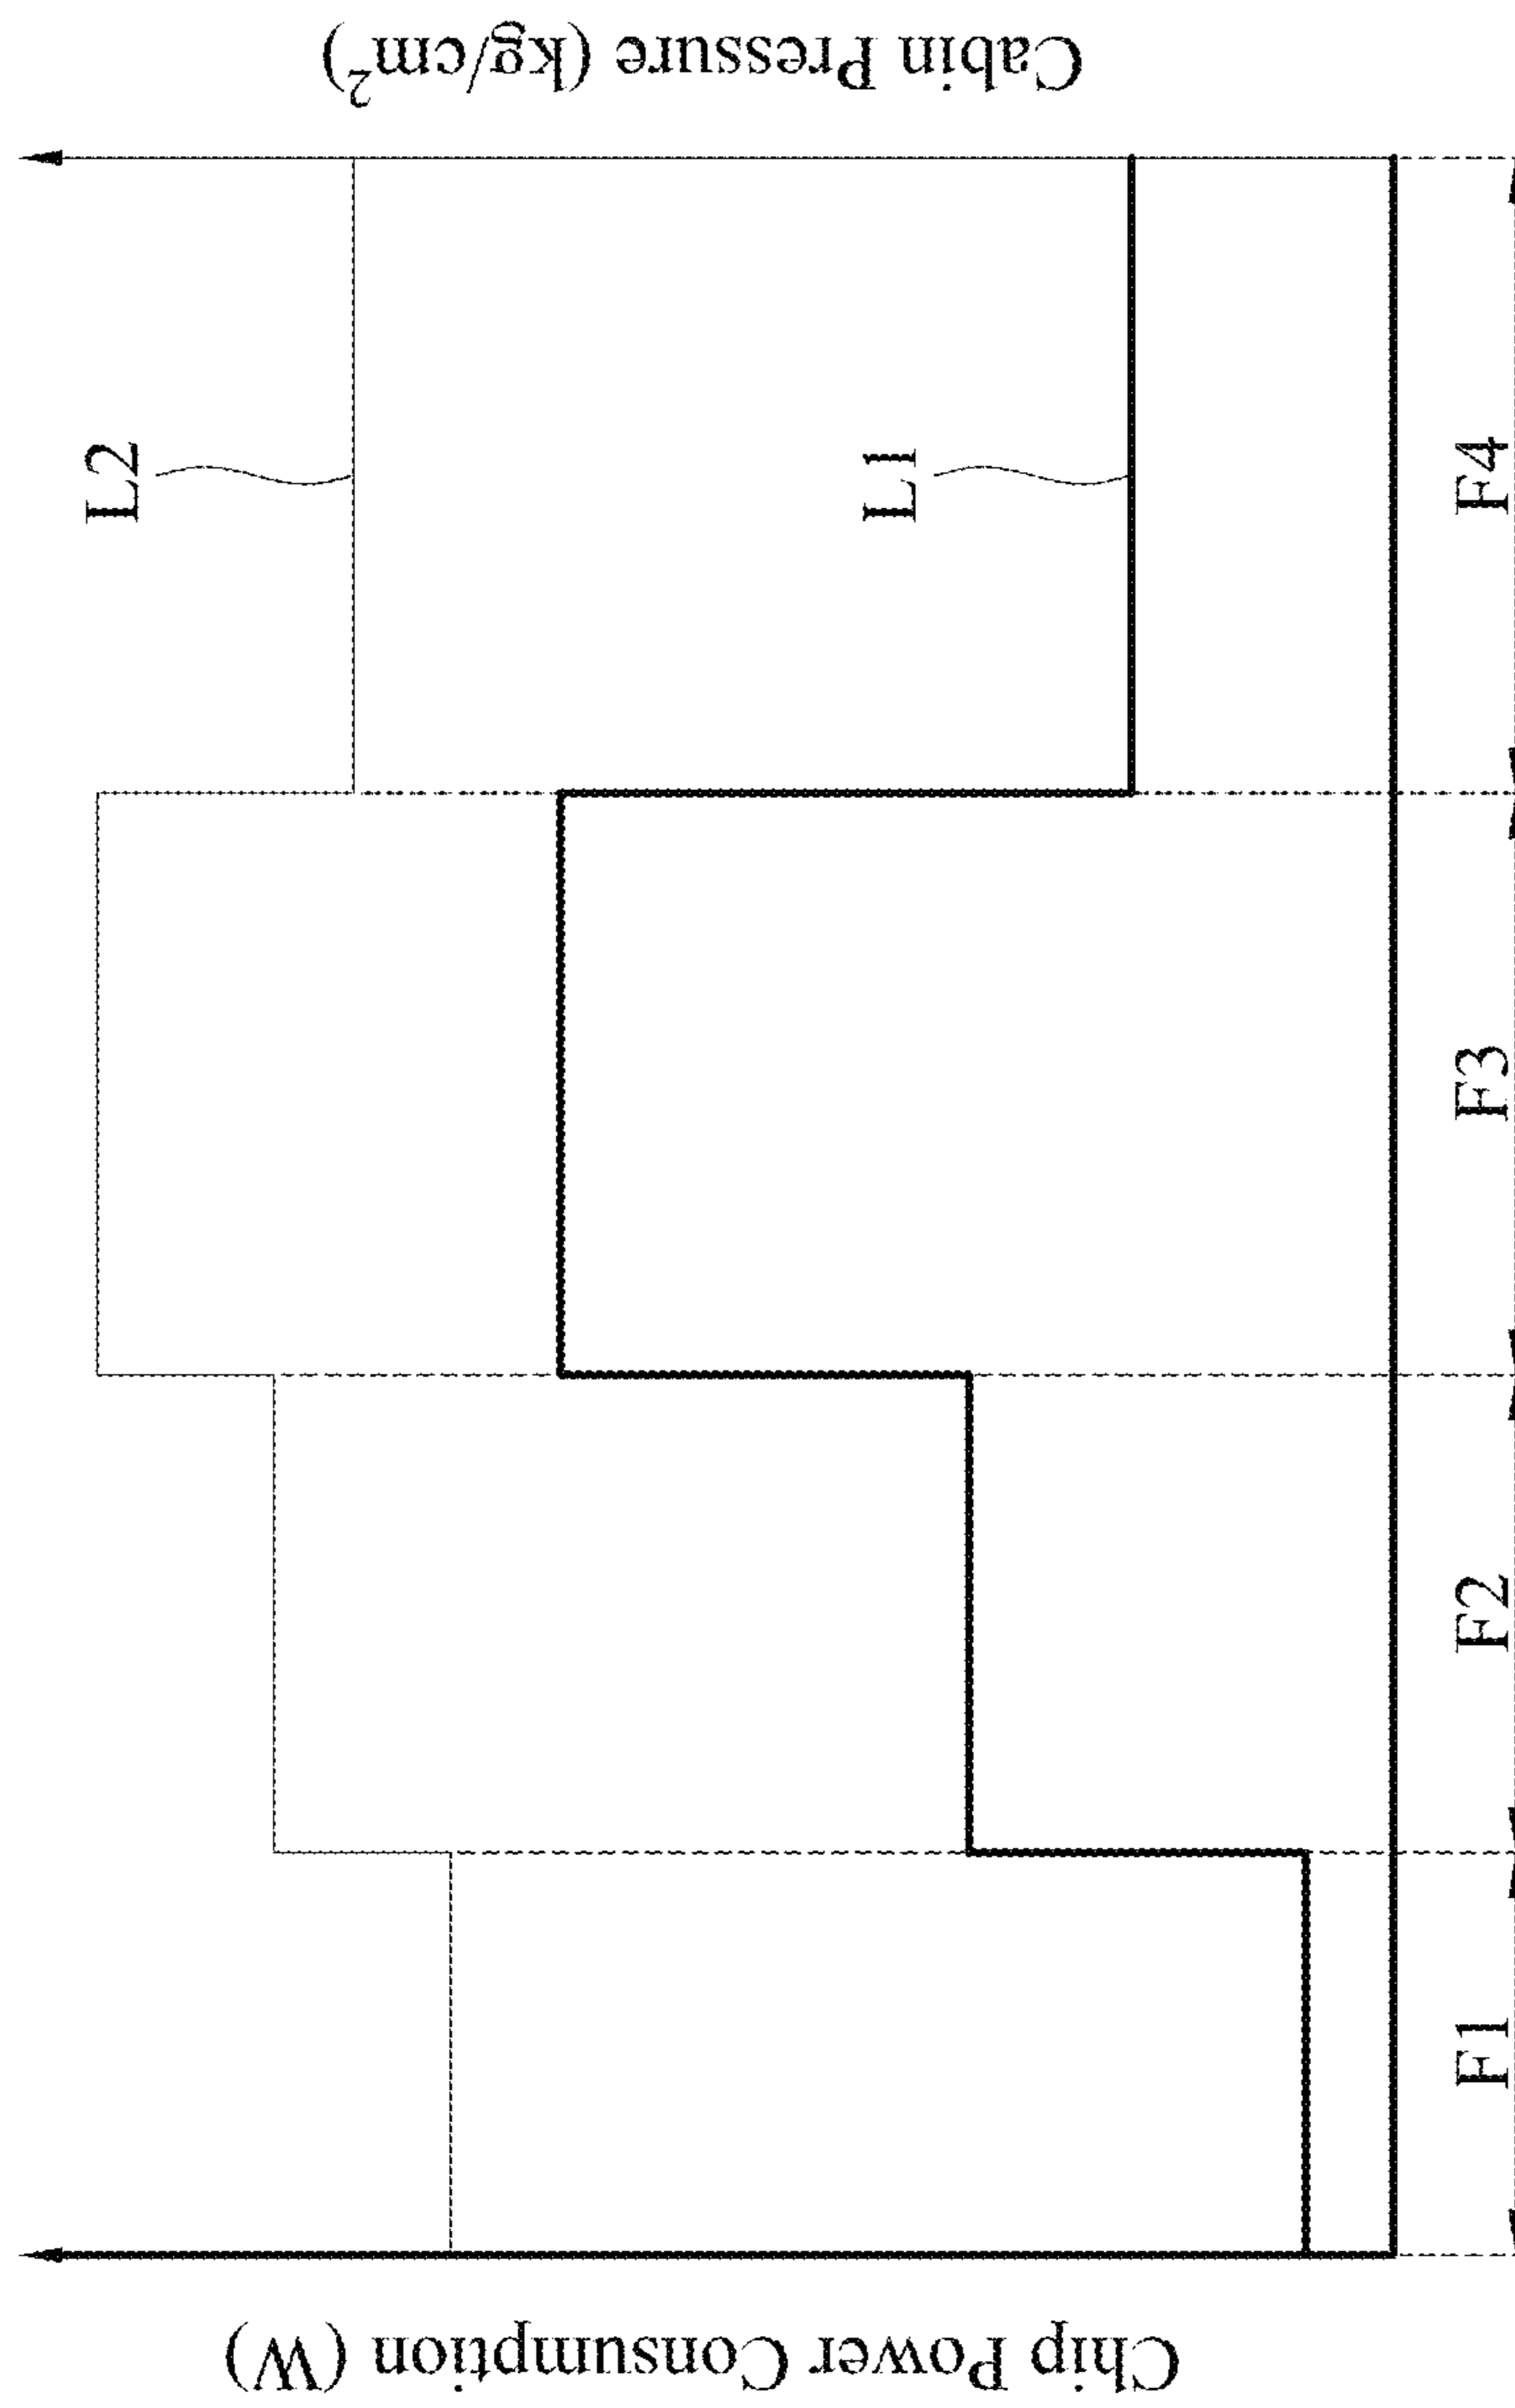 Chip Power Consumption (W)
Cabin Pressure (kg/cm²)
L2
L1
F1
F2
F3
F4